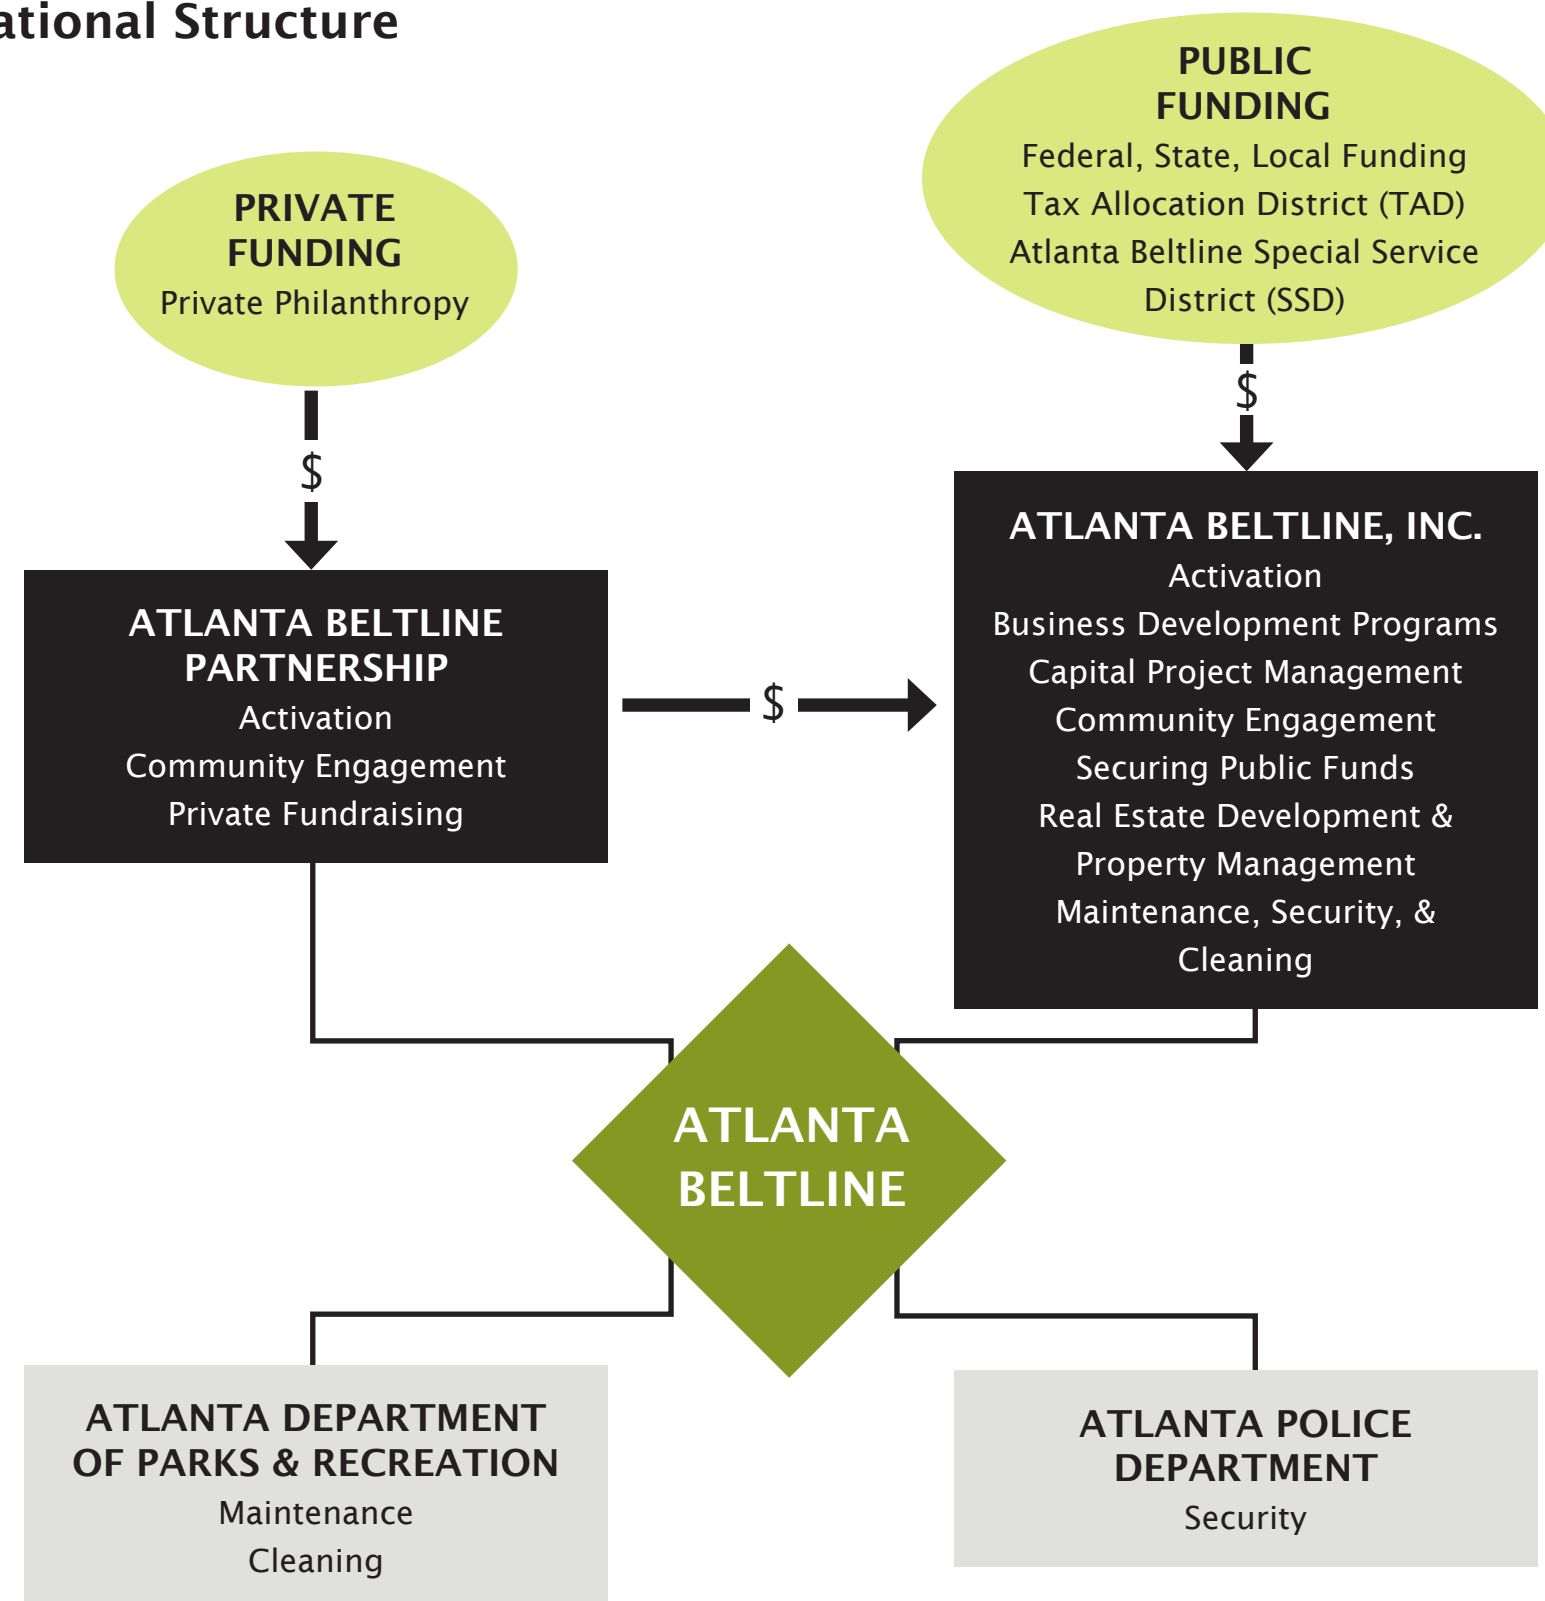 ational Structure
PUBLIC
FUNDING
Federal, State, Local Funding
Tax Allocation District (TAD)
Atlanta Beltline Special Service
District (SSD)
PRIVATE
FUNDING
Private Philanthropy
$
$
ATLANTA BELTLINE
PARTNERSHIP
Activation
Community Engagement
Private Fundraising
$
ATLANTA BELTLINE, INC.
Activation
Business Development Programs
Capital Project Management
Community Engagement
Securing Public Funds
Real Estate Development &
Property Management
Maintenance, Security, &
Cleaning
ATLANTA
BELTLINE
ATLANTA DEPARTMENT
OF PARKS & RECREATION
Maintenance
Cleaning
ATLANTA POLICE
DEPARTMENT
Security